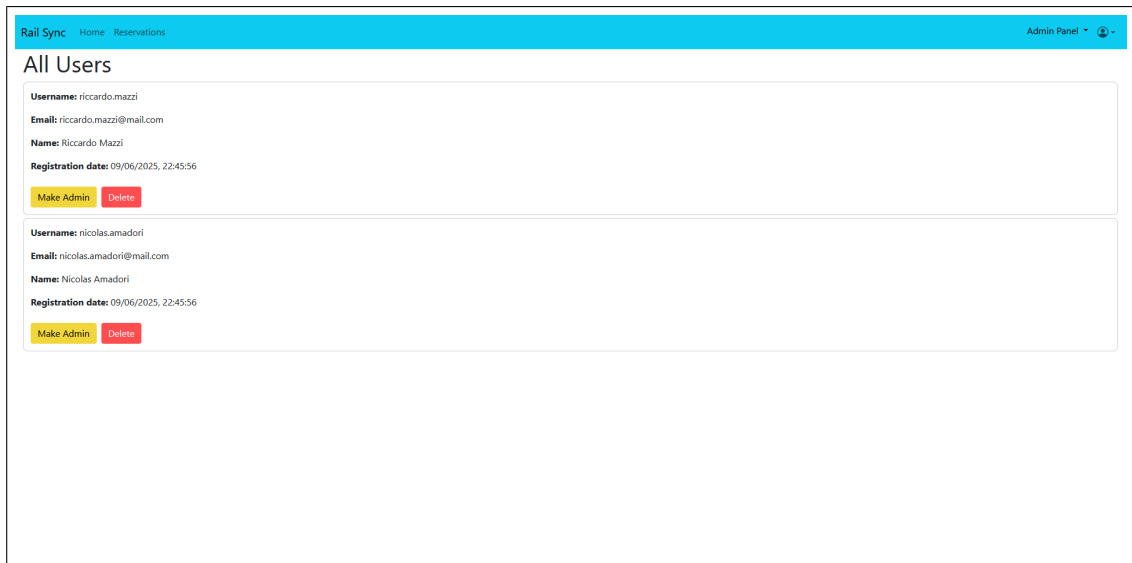 Rail Sync Home Reservations Admin Panel
All Users
Username: riccardo.mazzi
Email: riccardo.mazzi@mail.com
Name: Riccardo Mazzi
Registration date: 09/06/2025, 22:45:56
Make Admin Delete
Username: nicolas.amadori
Email: nicolas.amadori@mail.com
Name: Nicolas Amadori
Registration date: 09/06/2025, 22:45:56
Make Admin Delete